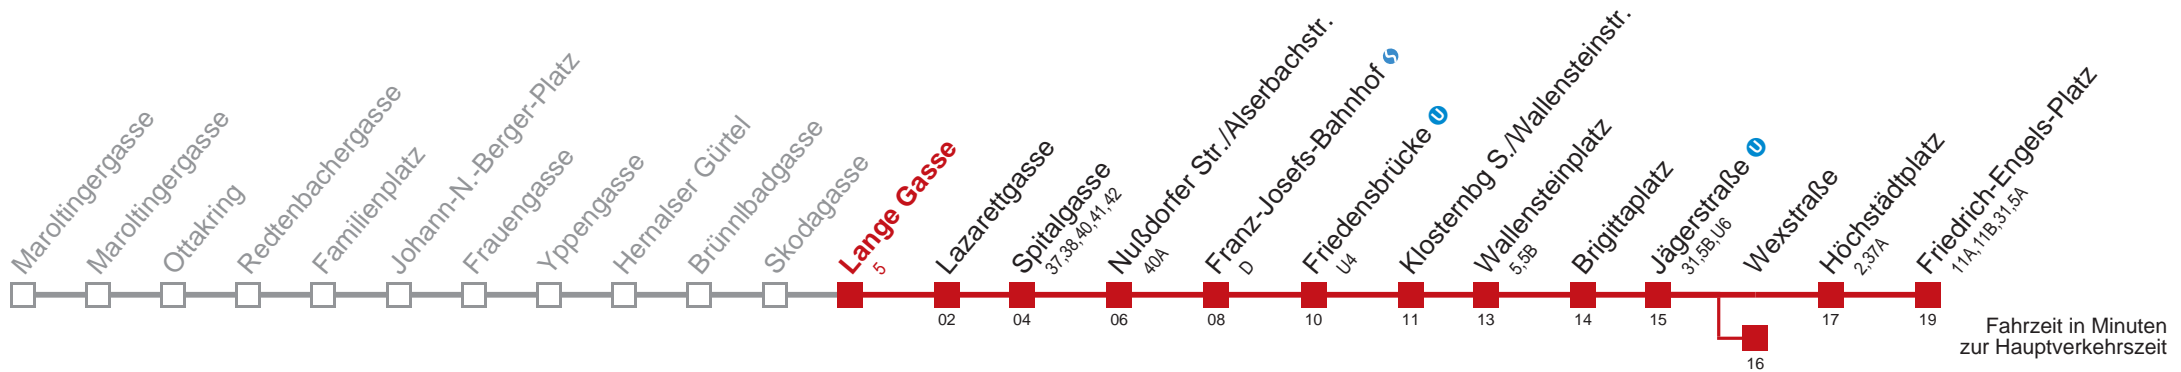 Maroltingergasse
Maroltingergasse
Ottakring
Redtenbachergasse
Familienplatz
Johann-N.-Berger-Platz
Frauengasse
Yppengasse
Hernalser Gürtel
Brünnlbadgasse
Skodagasse
Lange Gasse
5
Lazarettgasse
02
Spitalgasse
37,38,40,41,42
04
Nußdorfer Str./Alserbachstr.
40A
06
Franz-Josefs-Bahnhof S
D
08
Friedensbrücke U
U4
10
Klosternbg S./Wallensteinstr.
11
Wallensteinplatz
5,5B
13
Brigittaplatz
14
Jägerstraße U
31,5B,U6
15
Wexstraße
16
Höchstädtplatz
2,37A
17
Friedrich-Engels-Platz
11A,11B,31,5A
19
Fahrzeit in Minuten
zur Hauptverkehrszeit